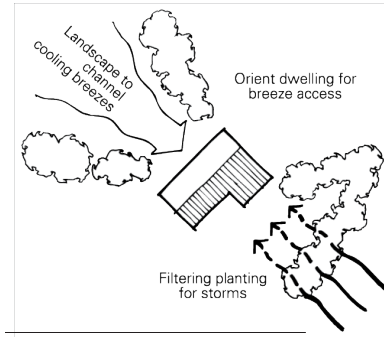 Landscape to
channel
cooling breezes
Orient dwelling for
breeze access
Filtering planting
for storms